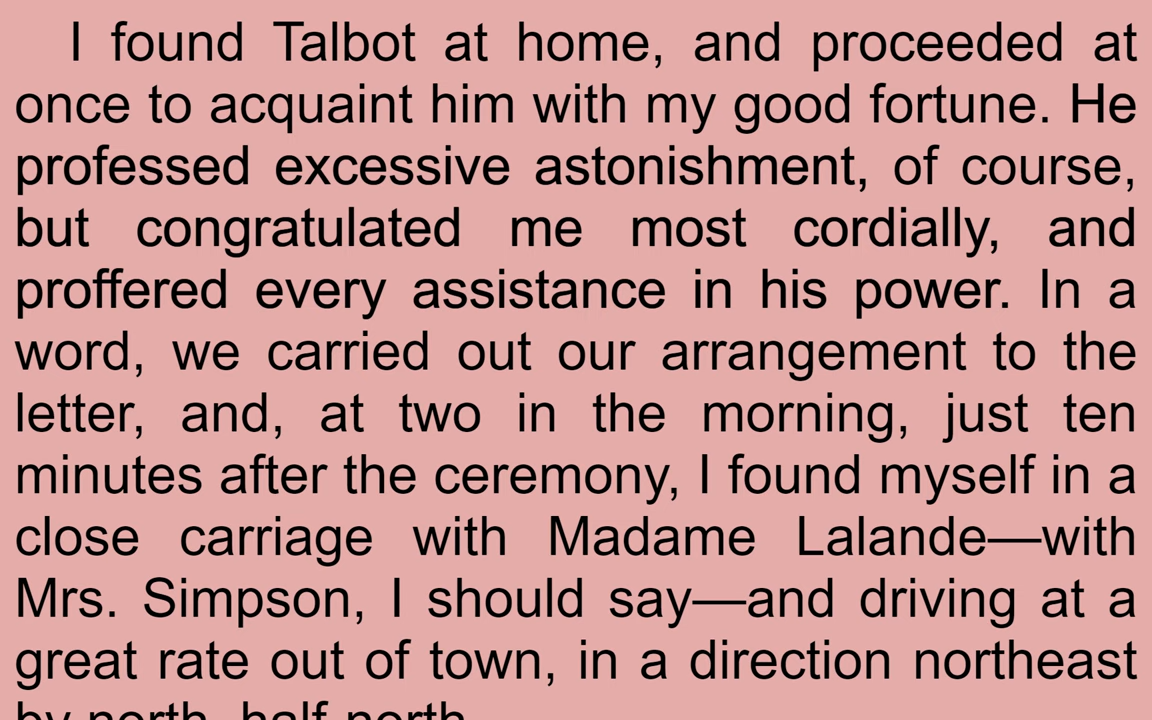 I found Talbot at home, and proceeded at
once to acquaint him with my good fortune. He
professed excessive astonishment, of course,
but congratulated me most cordially, and
proffered every assistance in his power. In a
word, we carried out our arrangement to the
letter, and, at two in the morning, just ten
minutes after the ceremony, I found myself in a
close carriage with Madame Lalande—with
Mrs. Simpson, I should say—and driving at a
great rate out of town, in a direction northeast
by north, half-north.